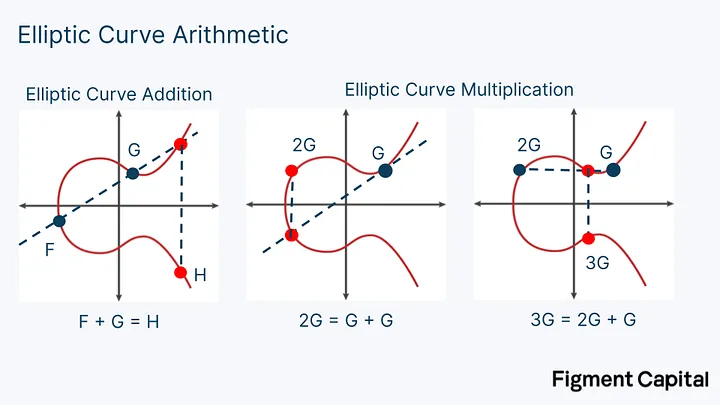 Elliptic Curve Arithmetic
Elliptic Curve Addition
Elliptic Curve Multiplication
G
F
H
F + G = H
2G
G
2G = G + G
2G
G
3G
3G = 2G + G
Figment Capital